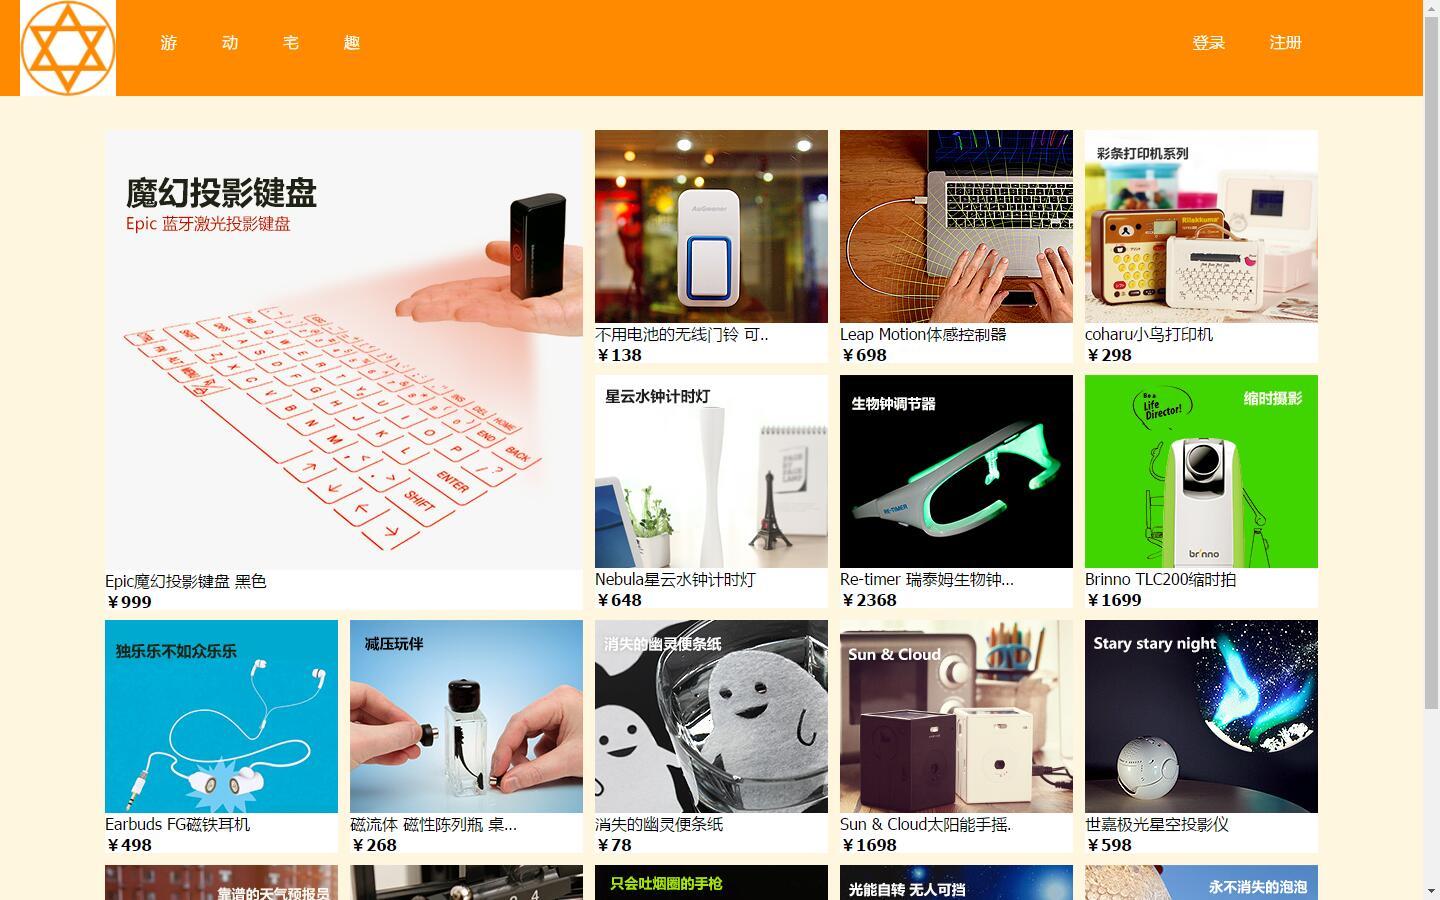 游 动 宅 趣 登录 注册
魔幻投影键盘
Epic 蓝牙激光投影键盘
Epic魔幻投影键盘 黑色
￥999
AuGeener
不用电池的无线门铃 可..
￥138
Leap Motion体感控制器
￥698
彩条打印机系列
Rilakkuma
coharu小鸟打印机
￥298
星云水钟计时灯
Nebula星云水钟计时灯
￥648
生物钟调节器
RE-TIMER
Re-timer 瑞泰姆生物钟...
￥2368
Be a
Life
Director!
缩时摄影
brinno
Brinno TLC200缩时拍
￥1699
独乐乐不如众乐乐
Earbuds FG磁铁耳机
￥498
减压玩伴
磁流体 磁性陈列瓶 桌...
￥268
消失的幽灵便条纸
消失的幽灵便条纸
￥78
Sun & Cloud
Sun & Cloud太阳能手摇.
￥1698
Stary stary night
世嘉极光星空投影仪
￥598
靠谱的天气预报员
只会吐烟圈的手枪
光能自转 无人可挡
永不消失的泡泡